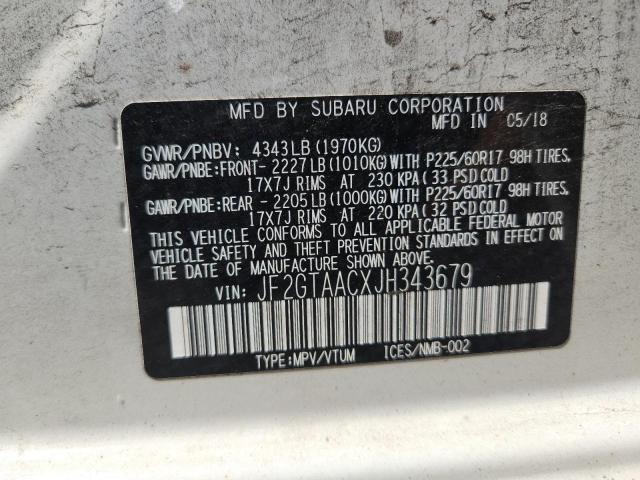 MFD BY SUBARU CORPORATION
MFD IN 05/18
GVWR/PNBV: 4343LB(1970KG)
GAWR/PNBE:FRONT- 2227LB(1010KG)WITH P225/60R17 98H TIRES.
17X7J RIMS AT 230 KPA( 33 PSI)COLD
GAWR/PNBE:REAR - 2205LB(1000KG)WITH P225/60R17 98H TIRES.
17X7J RIMS AT 220 KPA( 32 PSI)COLD
THIS VEHICLE CONFORMS TO ALL APPLICABLE FEDERAL MOTOR
VEHICLE SAFETY AND THEFT PREVENTION STANDARDS IN EFFECT ON
THE DATE OF MANUFACTURE SHOWN ABOVE.
VIN: JF2GTAACXJH343679
TYPE:MPV/VTUM ICES/NMB-002